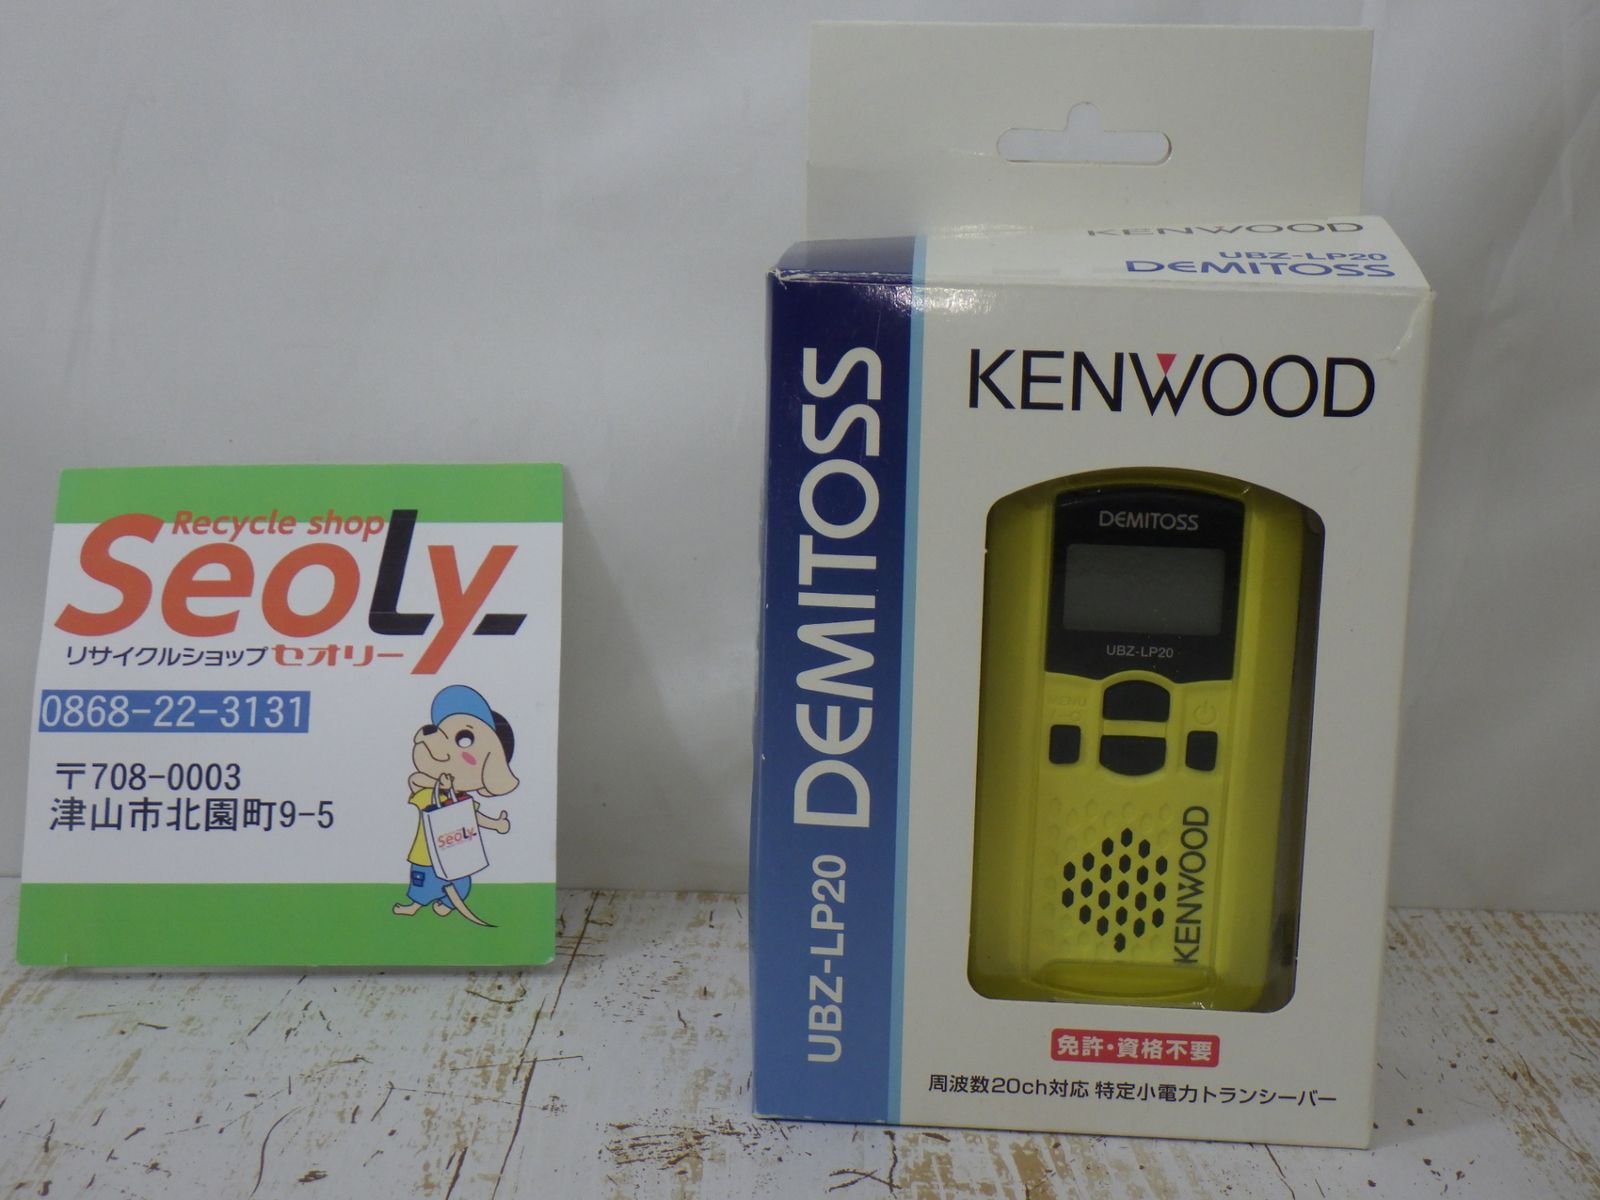 Recycle shop
SeoLy
リサイクルショップ セオリー
0868-22-3131
〒708-0003
津山市北園町9-5
SeoLy
KENWOOD
UBZ-LP20
DEMITOSS
UBZ-LP20 DEMITOSS
KENWOOD
DEMITOSS
UBZ-LP20
MENU
KENWOOD
免許・資格不要
周波数20ch対応 特定小電力トランシーバー